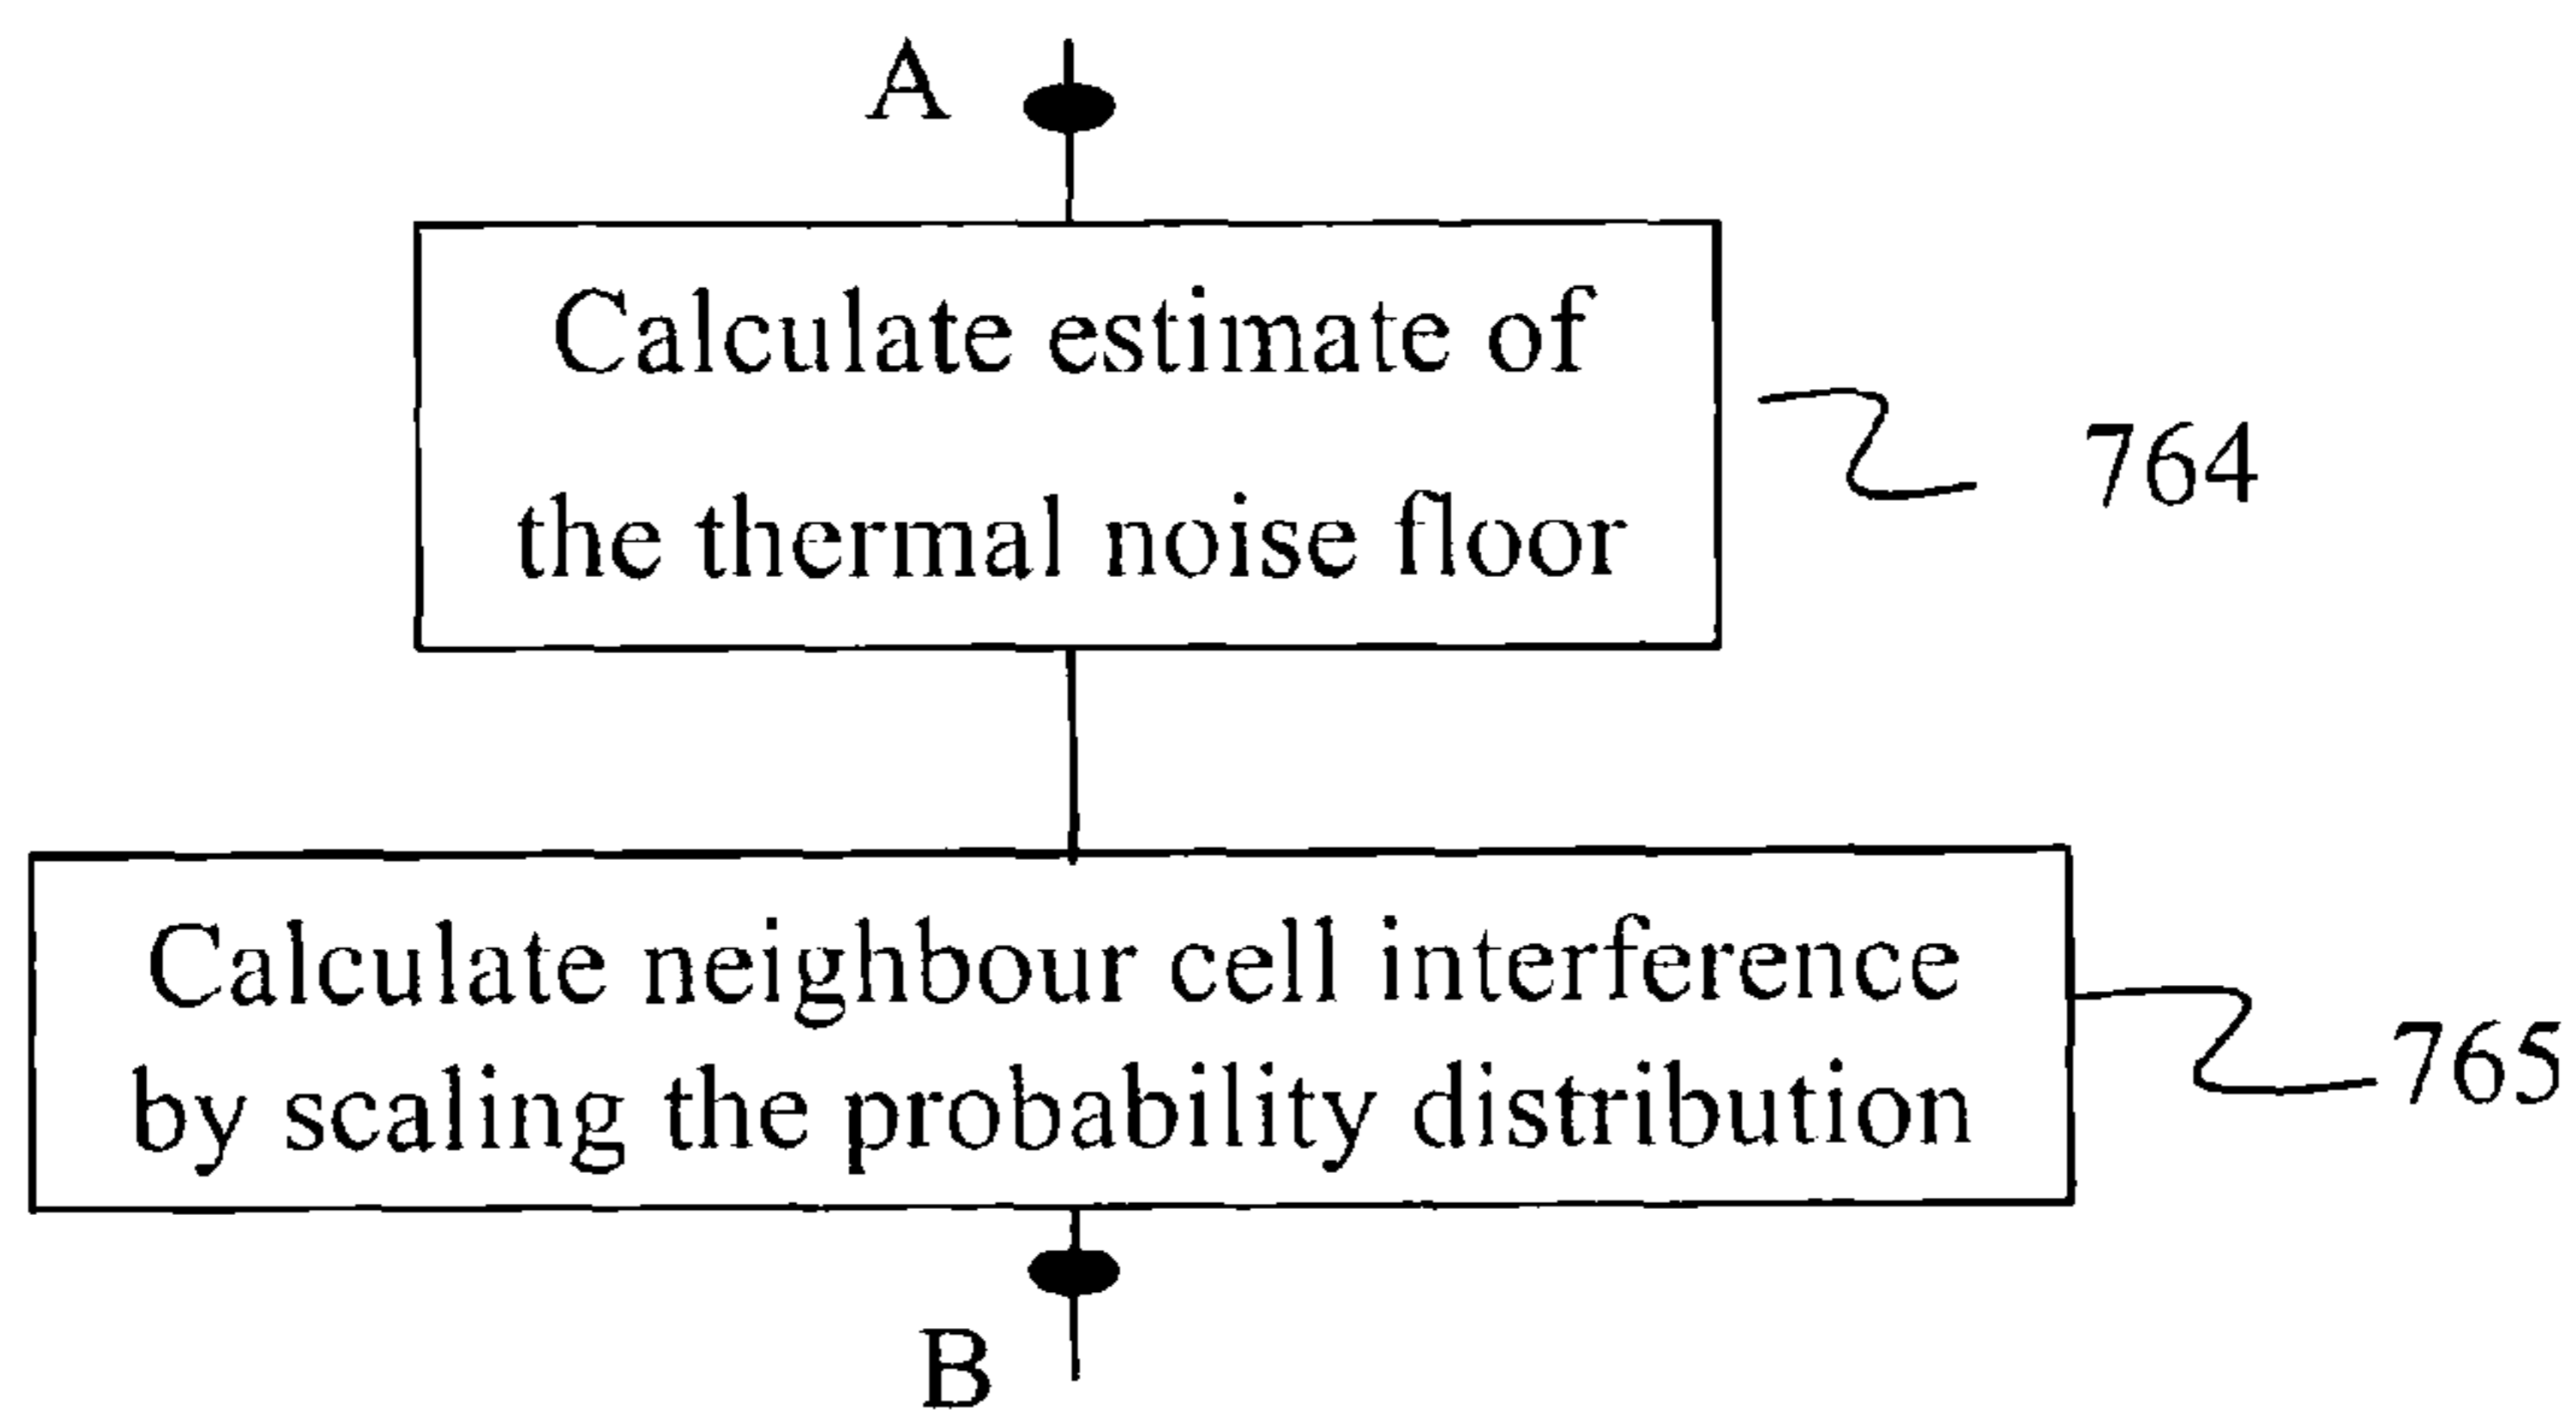 A
Calculate estimate of
the thermal noise floor
764
Calculate neighbour cell interference
by scaling the probability distribution
765
B